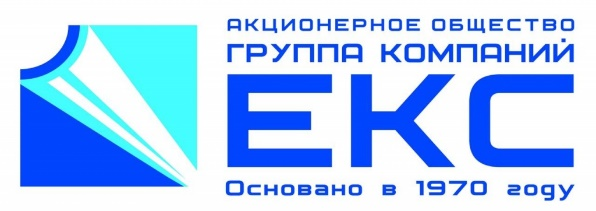 АКЦИОНЕРНОЕ ОБЩЕСТВО
ГРУППА КОМПАНИЙ
ЕКС
Основано в 1970 году